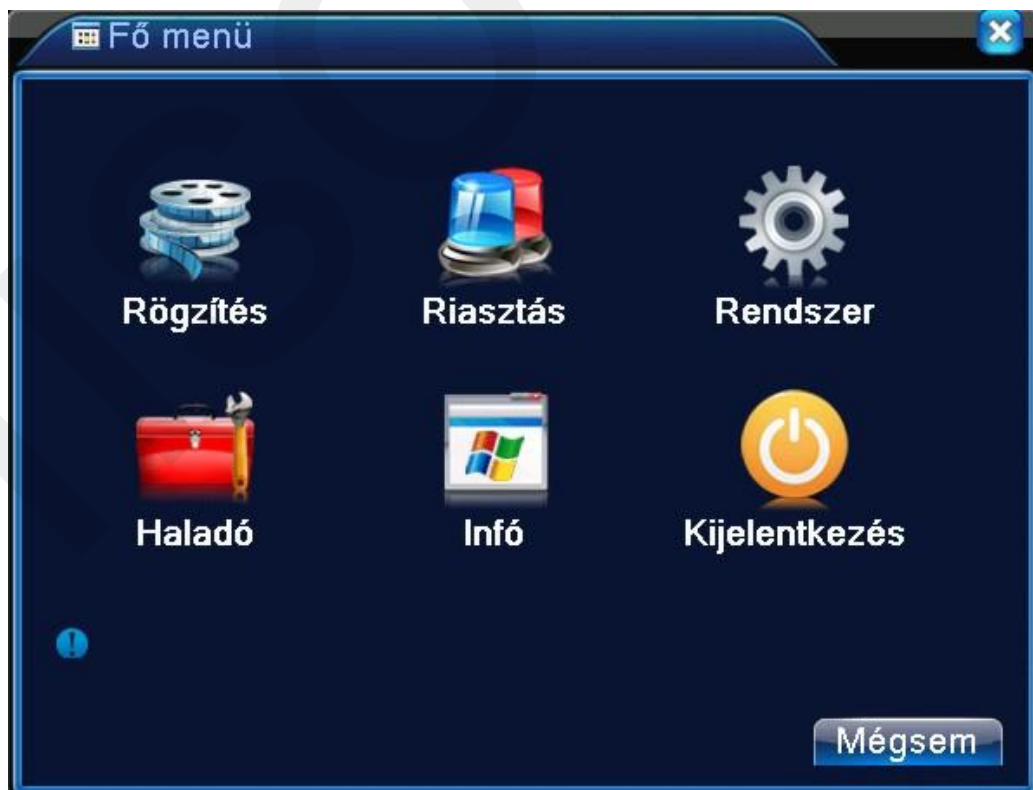 Fő menü
Rögzítés
Riasztás
Rendszer
Haladó
Infó
Kijelentkezés
Mégsem